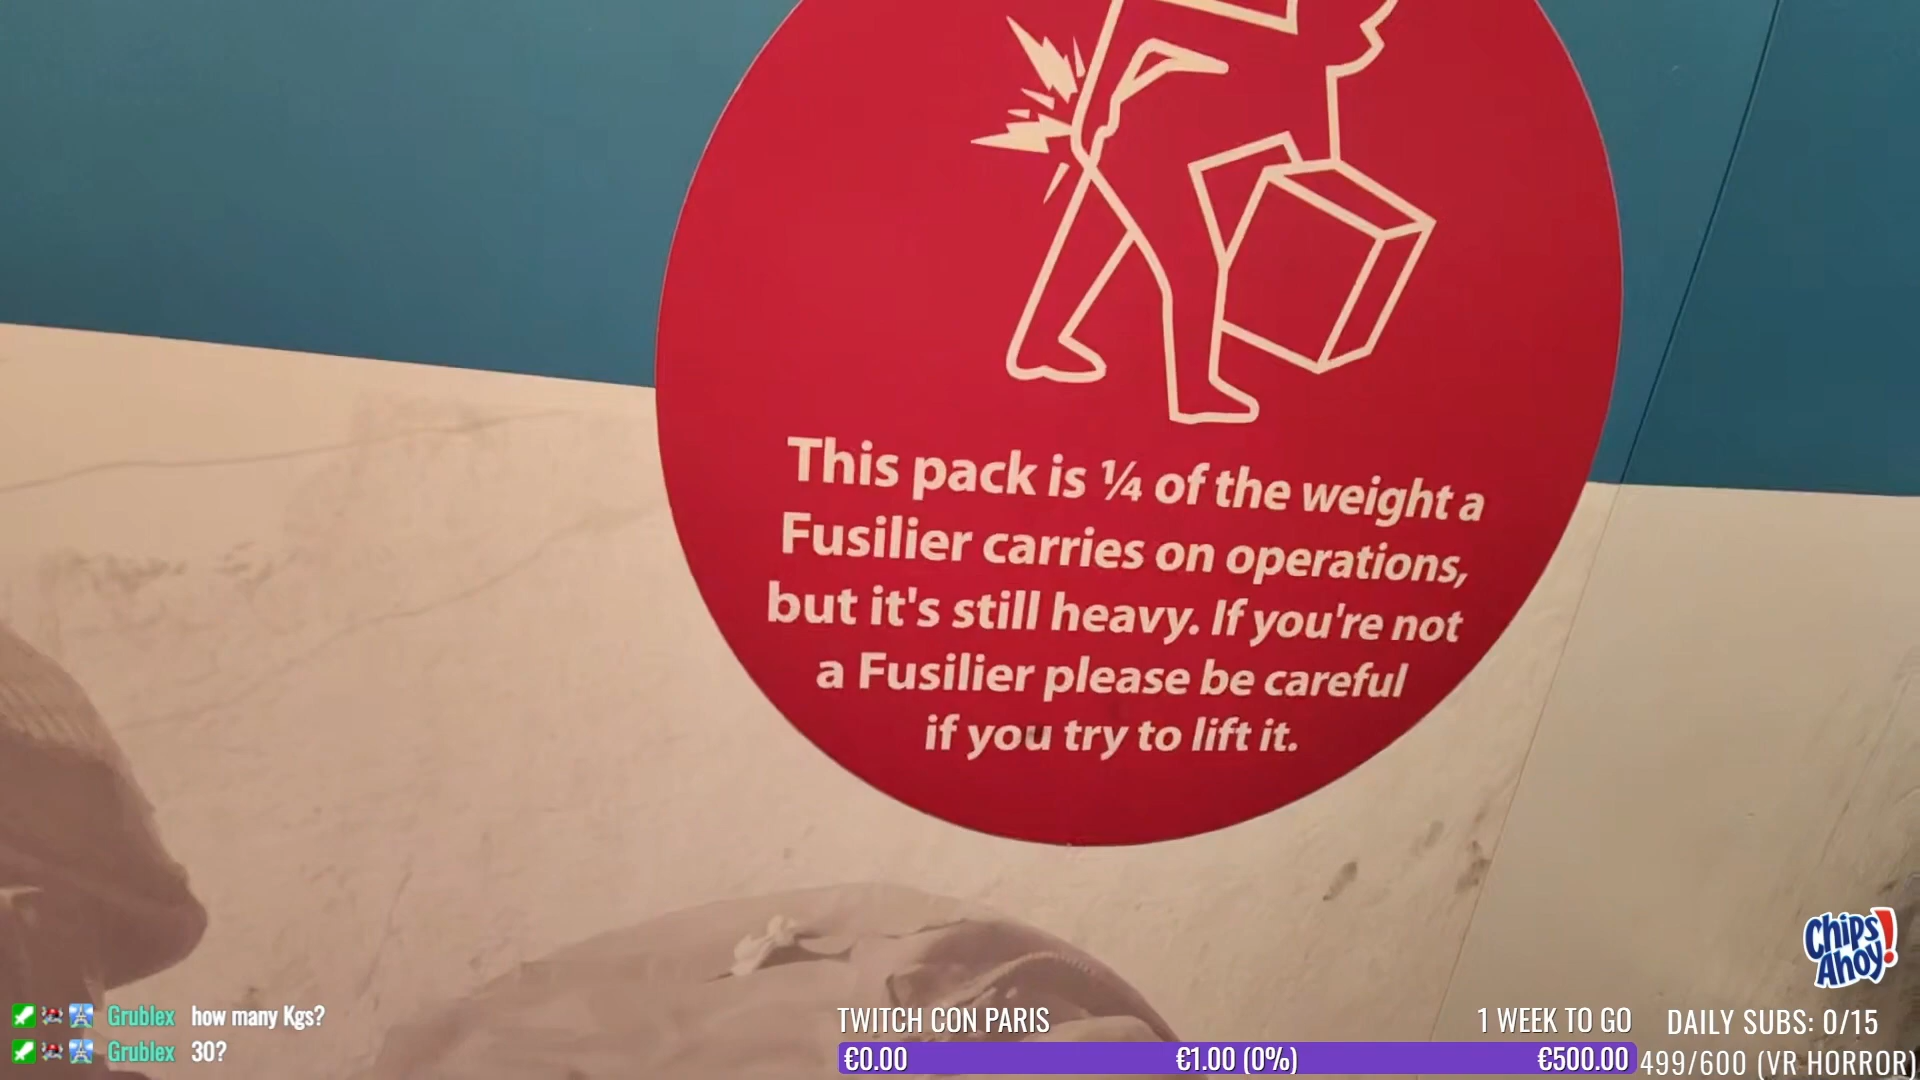 This pack is ¼ of the weight a
Fusilier carries on operations,
but it's still heavy. If you're not
a Fusilier please be careful
if you try to lift it.
Chips
Ahoy!
Grublex how many Kgs?
Grublex 30?
TWITCH CON PARIS
1 WEEK TO GO
€0.00
€1.00 (0%)
€500.00
DAILY SUBS: 0/15
499/600 (VR HORROR)